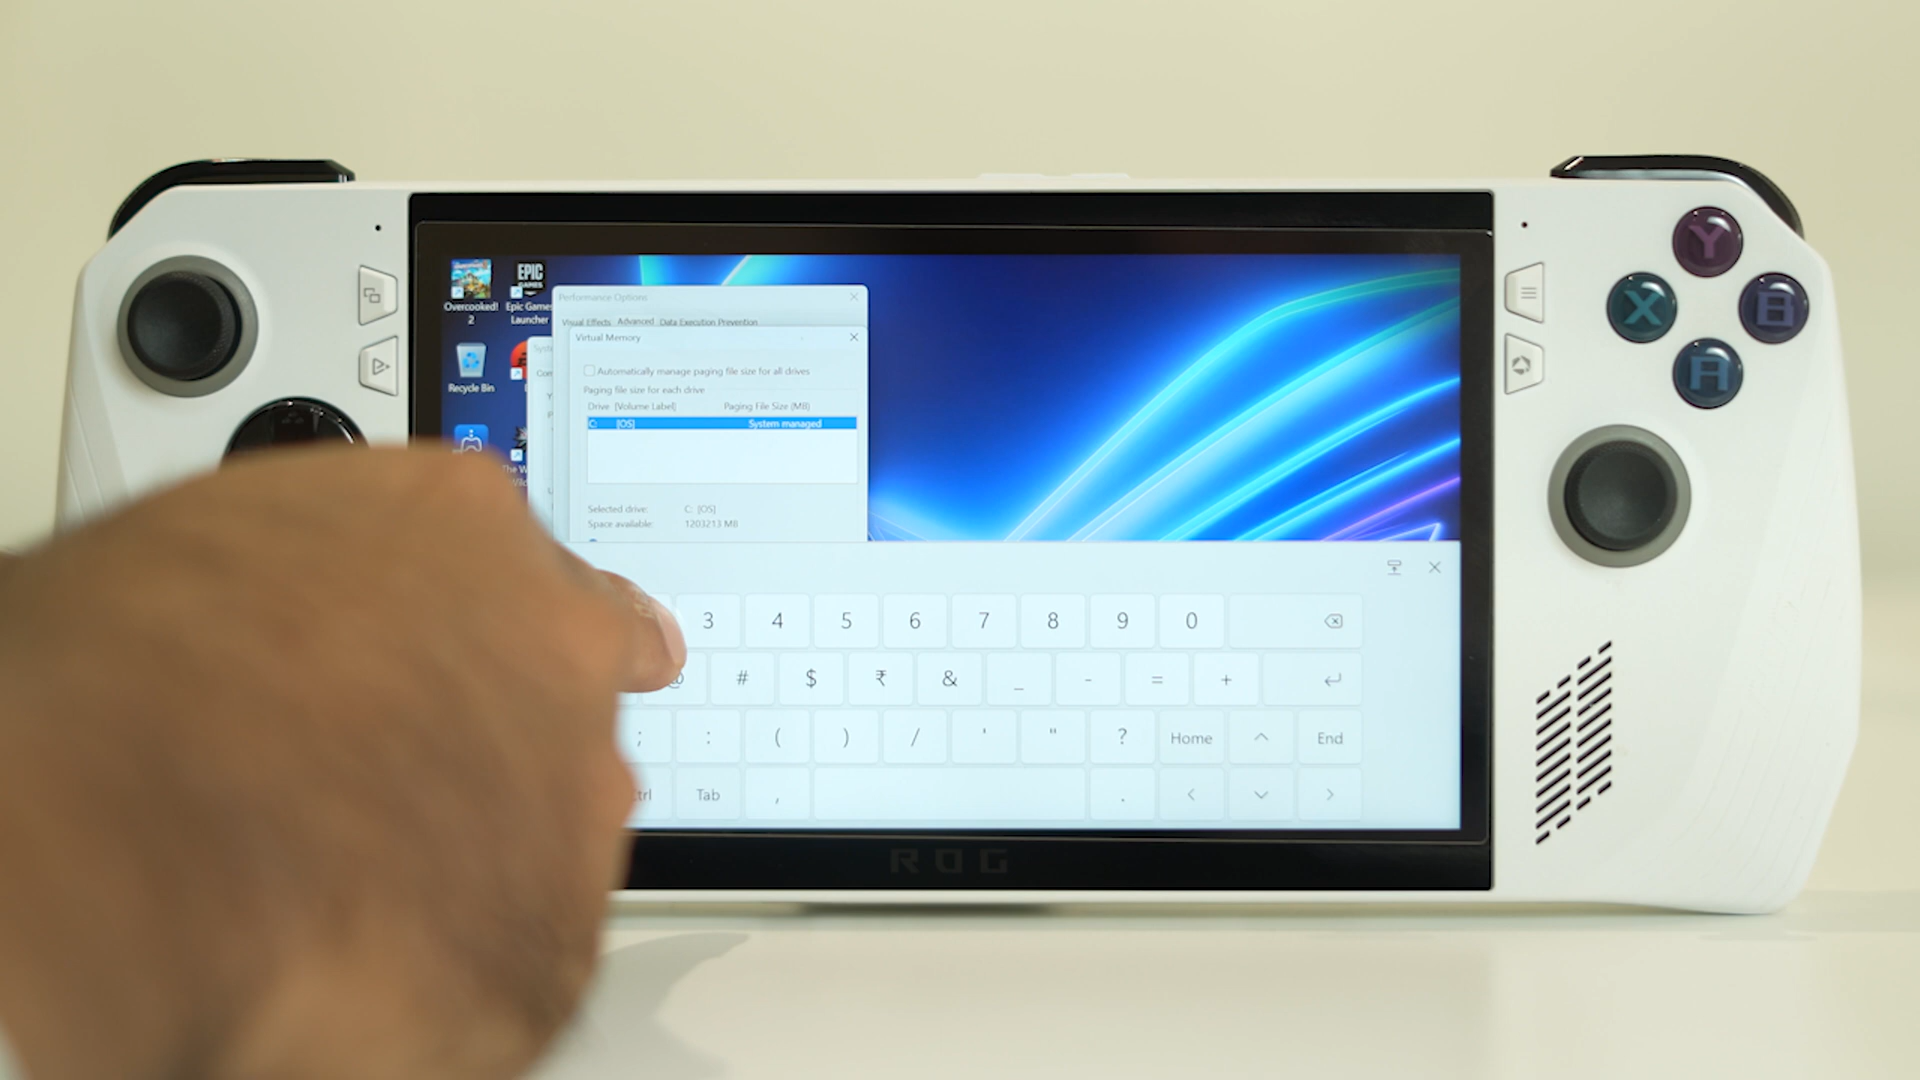 Overcooked!
2
EPIC
GAMES
Epic Games
Launcher
Recycle Bin
Performance Options
Visual Effects Advanced Data Execution Prevention
Virtual Memory
Automatically manage paging file size for all drives
Paging file size for each drive
Drive [Volume Label] Paging File Size (MB)
C: [OS] System managed
Selected drive: C: [OS]
Space available: 1203213 MB
3 4 5 6 7 8 9 0
@ # $ ₹ & _ - = +
; : ( ) / ' " ? Home End
Tab , .
ROG
Y
X B
A